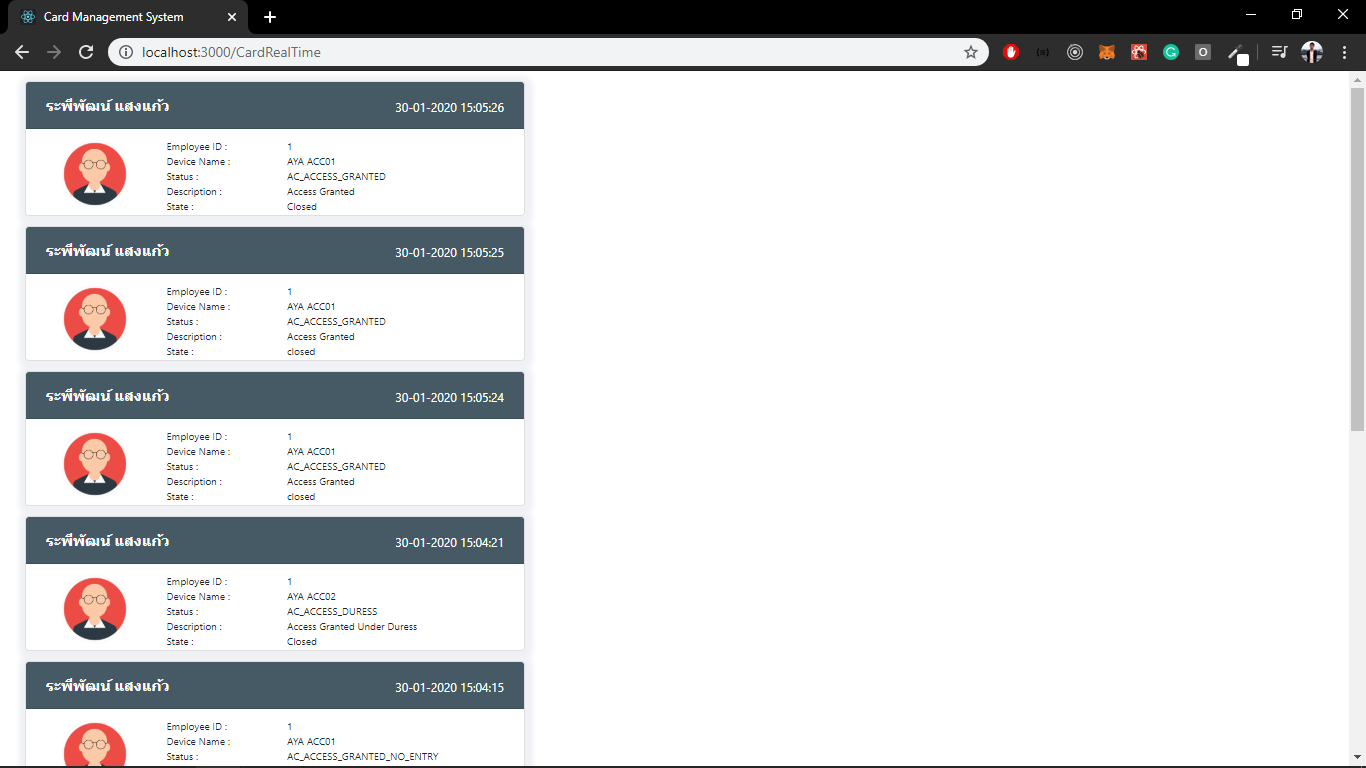 Card Management System
localhost:3000/CardRealTime
ระพีพัฒน์ แสงแก้ว 30-01-2020 15:05:26
Employee ID : 1
Device Name : AYA ACC01
Status : AC_ACCESS_GRANTED
Description : Access Granted
State : Closed
ระพีพัฒน์ แสงแก้ว 30-01-2020 15:05:25
Employee ID : 1
Device Name : AYA ACC01
Status : AC_ACCESS_GRANTED
Description : Access Granted
State : closed
ระพีพัฒน์ แสงแก้ว 30-01-2020 15:05:24
Employee ID : 1
Device Name : AYA ACC01
Status : AC_ACCESS_GRANTED
Description : Access Granted
State : closed
ระพีพัฒน์ แสงแก้ว 30-01-2020 15:04:21
Employee ID : 1
Device Name : AYA ACC02
Status : AC_ACCESS_DURESS
Description : Access Granted Under Duress
State : Closed
ระพีพัฒน์ แสงแก้ว 30-01-2020 15:04:15
Employee ID : 1
Device Name : AYA ACC01
Status : AC_ACCESS_GRANTED_NO_ENTRY